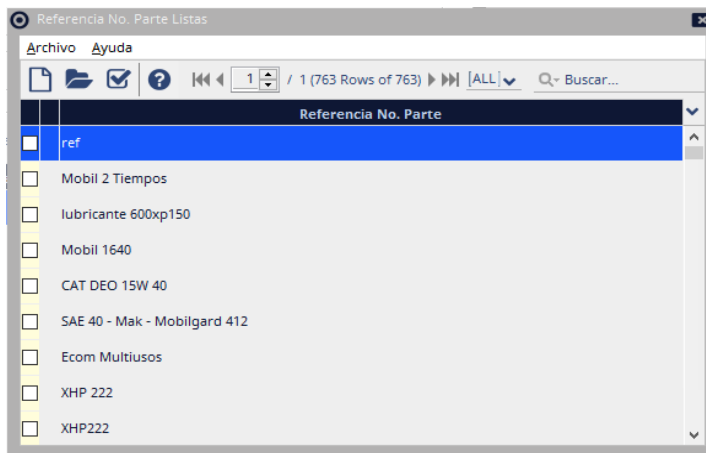 Referencia No. Parte Listas
Archivo Ayuda
1 / 1 (763 Rows of 763) [ALL] Buscar...
Referencia No. Parte
ref
Mobil 2 Tiempos
lubricante 600xp150
Mobil 1640
CAT DEO 15W 40
SAE 40 - Mak - Mobilgard 412
Ecom Multiusos
XHP 222
XHP222